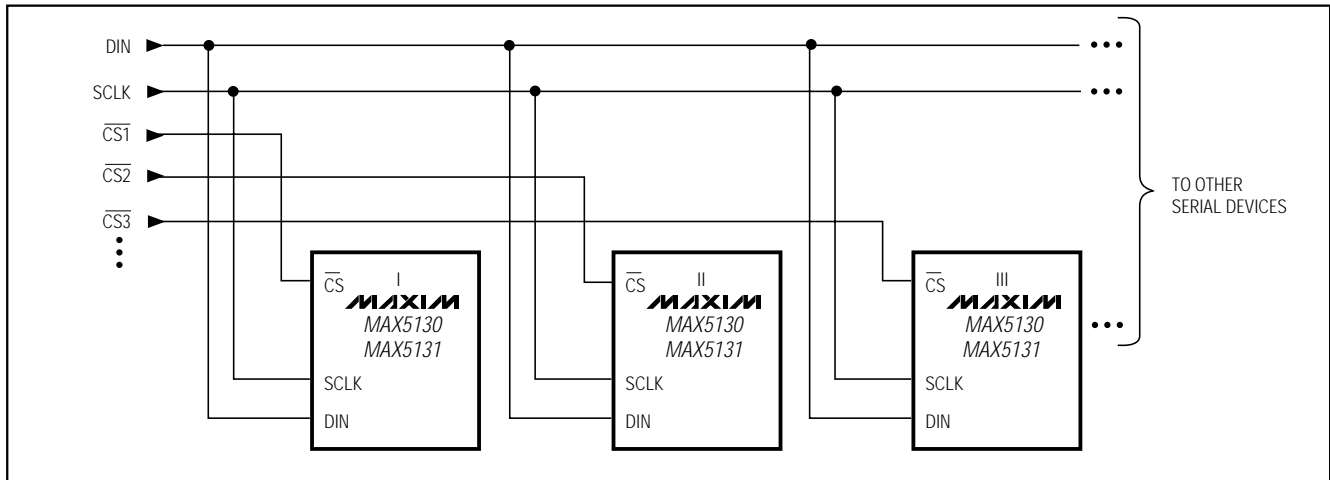 DIN
SCLK
CS1
CS2
CS3
TO OTHER
SERIAL DEVICES
CS I
MAXIM
MAX5130
MAX5131
SCLK
DIN
CS II
MAXIM
MAX5130
MAX5131
SCLK
DIN
CS III
MAXIM
MAX5130
MAX5131
SCLK
DIN